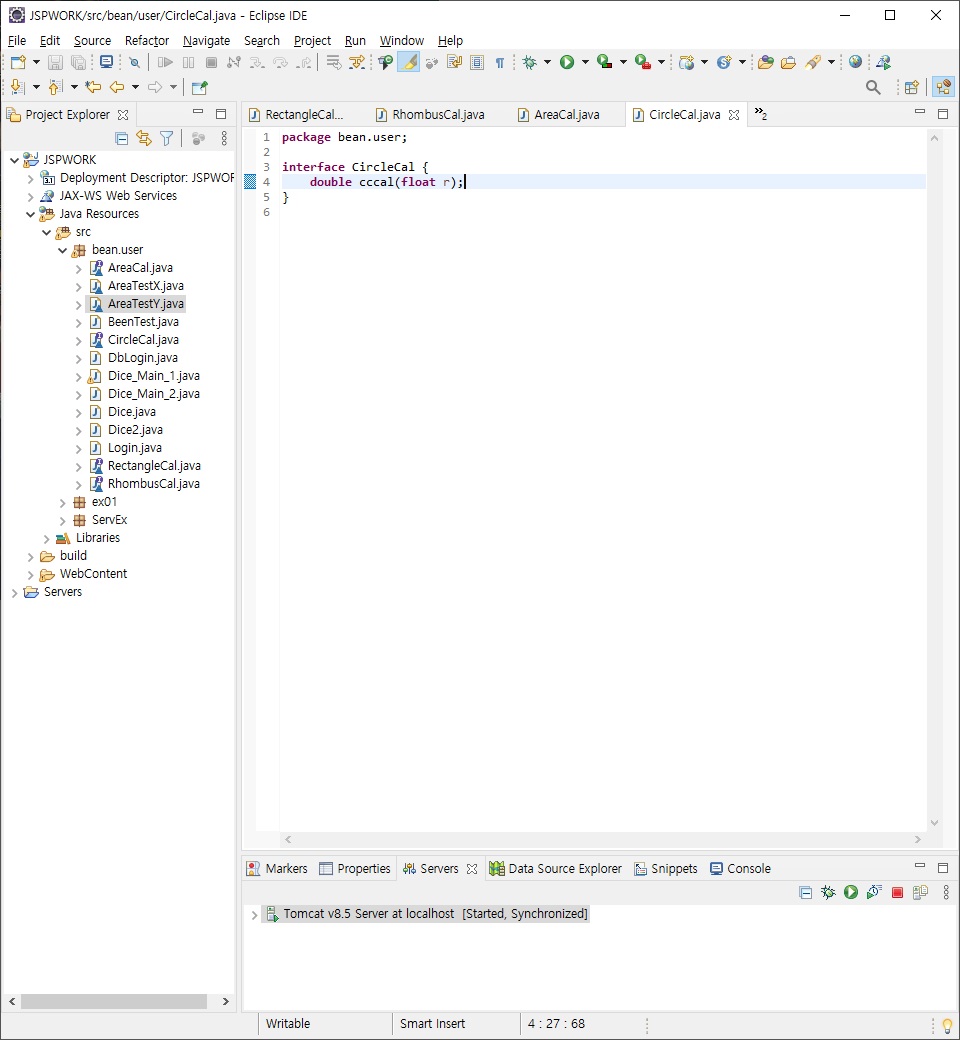 JSPWORK/src/bean/user/CircleCal.java - Eclipse IDE
File Edit Source Refactor Navigate Search Project Run Window Help
Project Explorer
JSPWORK
Deployment Descriptor: JSPWOR
JAX-WS Web Services
Java Resources
src
bean.user
AreaCal.java
AreaTestX.java
AreaTestY.java
BeenTest.java
CircleCal.java
DbLogin.java
Dice_Main_1.java
Dice_Main_2.java
Dice.java
Dice2.java
Login.java
RectangleCal.java
RhombusCal.java
ex01
ServEx
Libraries
build
WebContent
Servers
RectangleCal... RhombusCal.java AreaCal.java CircleCal.java »2
1 package bean.user;
2
3 interface CircleCal {
4 double cccal(float r);
5 }
6
Markers Properties Servers Data Source Explorer Snippets Console
Tomcat v8.5 Server at localhost [Started, Synchronized]
Writable Smart Insert 4 : 27 : 68